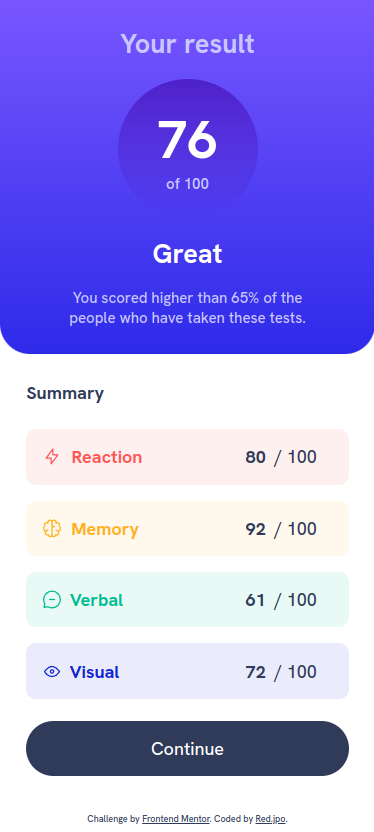 Your result
76
of 100
Great
You scored higher than 65% of the
people who have taken these tests.
Summary
Reaction 80 / 100
Memory 92 / 100
Verbal 61 / 100
Visual 72 / 100
Continue
Challenge by Frontend Mentor. Coded by Red.jpo.